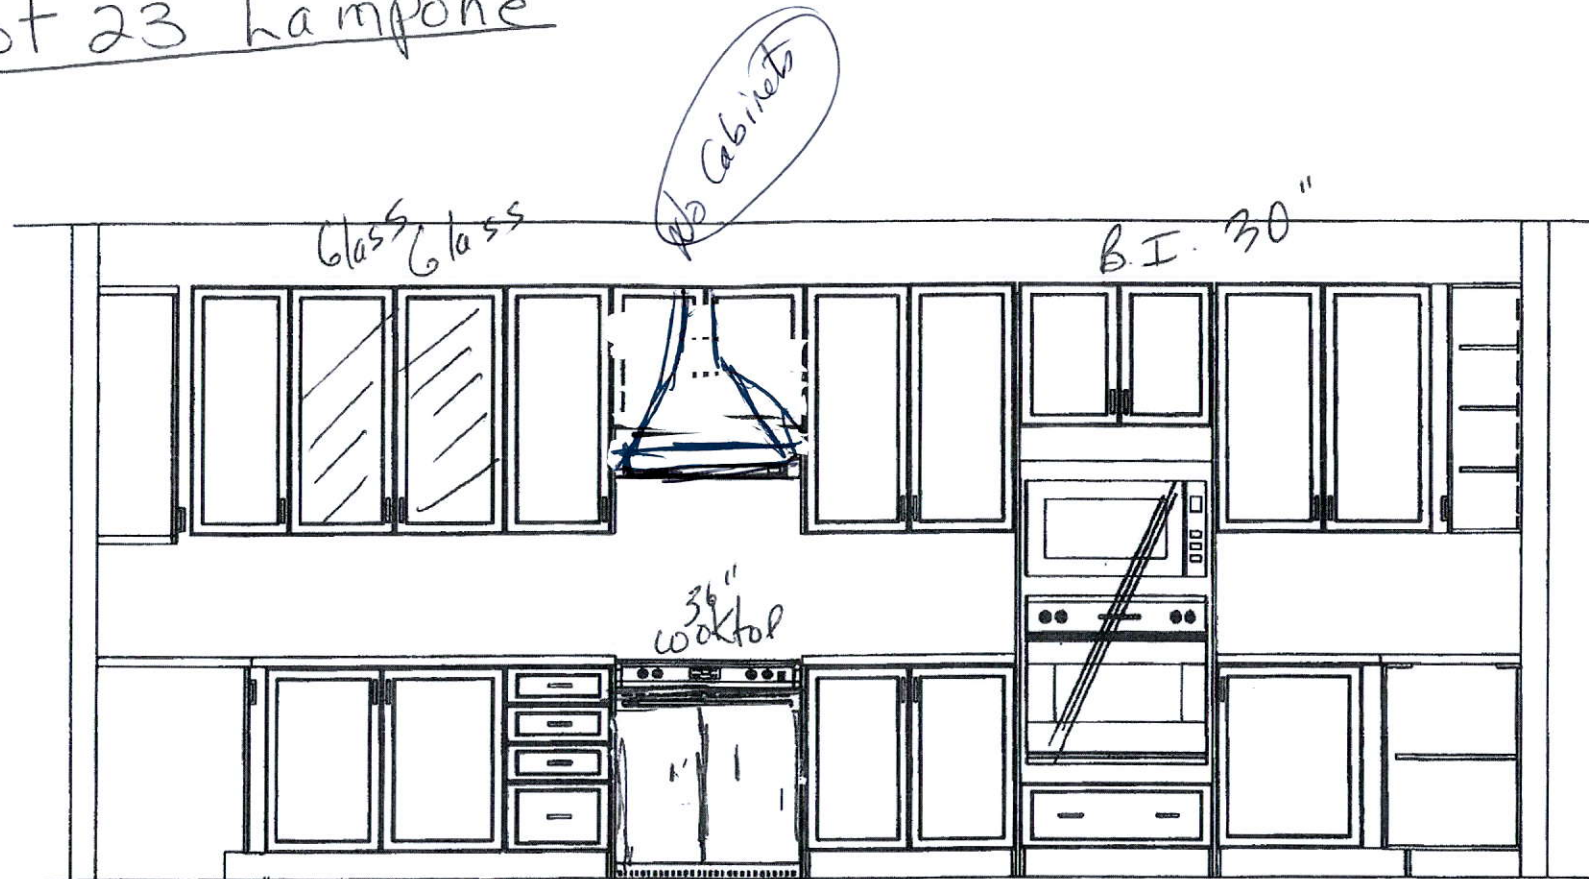 ot 23 Lampone
No Cabinets
Glass Glass
B.I. 30"
36"
cooktop